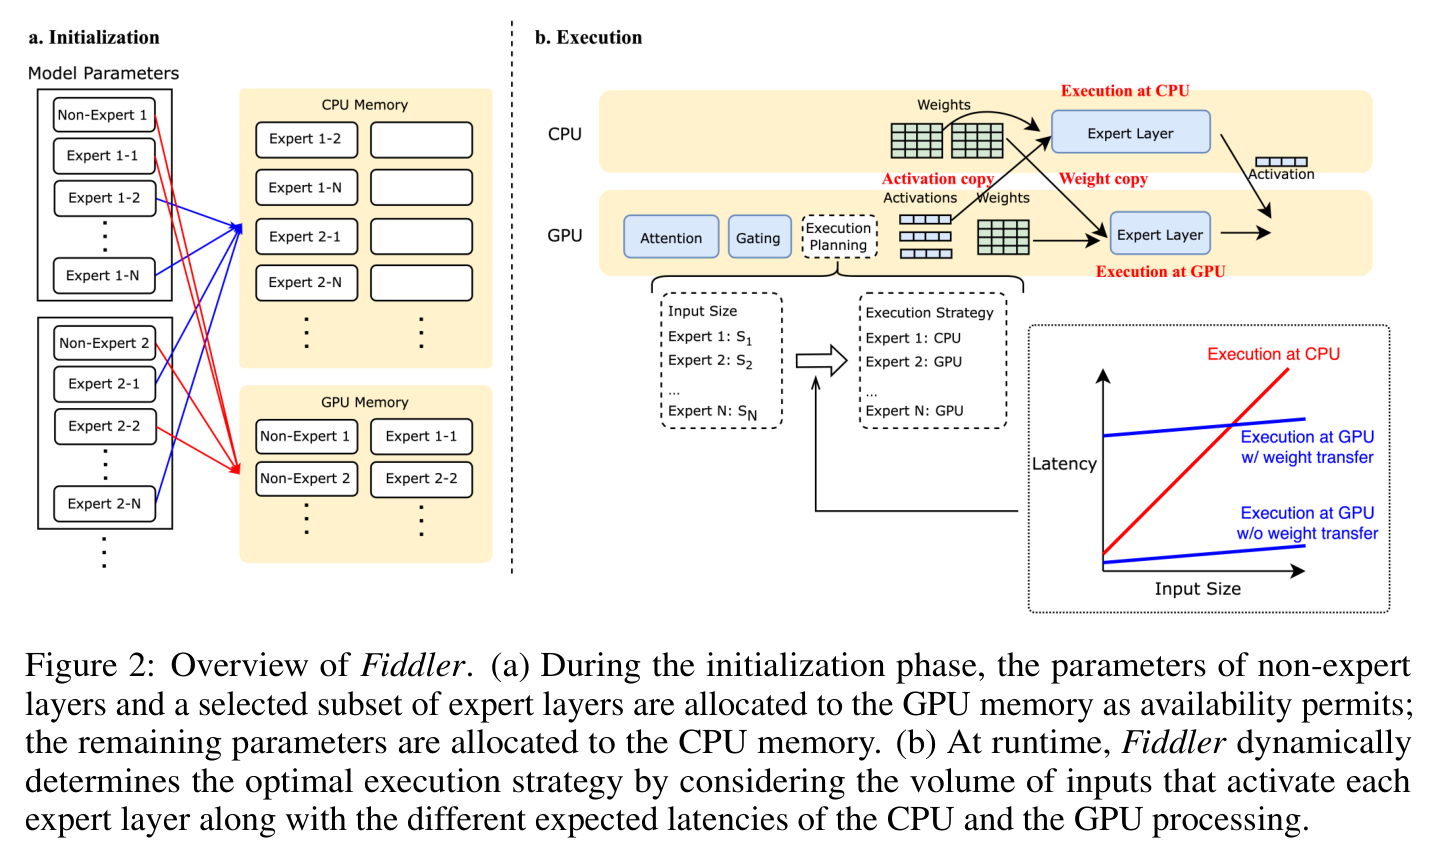 a. Initialization
Model Parameters
Non-Expert 1
Expert 1-1
Expert 1-2
Expert 1-N
Non-Expert 2
Expert 2-1
Expert 2-2
Expert 2-N
CPU Memory
Expert 1-2
Expert 1-N
Expert 2-1
Expert 2-N
GPU Memory
Non-Expert 1
Expert 1-1
Non-Expert 2
Expert 2-2
b. Execution
Execution at CPU
CPU
Weights
Expert Layer
Activation copy
Weight copy
Activation
GPU
Attention
Gating
Execution
Planning
Activations
Weights
Expert Layer
Execution at GPU
Input Size
Expert 1: S₁
Expert 2: S₂
...
Expert N: S_N
Execution Strategy
Expert 1: CPU
Expert 2: GPU
...
Expert N: GPU
Execution at CPU
Execution at GPU
w/ weight transfer
Latency
Execution at GPU
w/o weight transfer
Input Size
Figure 2: Overview of Fiddler. (a) During the initialization phase, the parameters of non-expert
layers and a selected subset of expert layers are allocated to the GPU memory as availability permits;
the remaining parameters are allocated to the CPU memory. (b) At runtime, Fiddler dynamically
determines the optimal execution strategy by considering the volume of inputs that activate each
expert layer along with the different expected latencies of the CPU and the GPU processing.